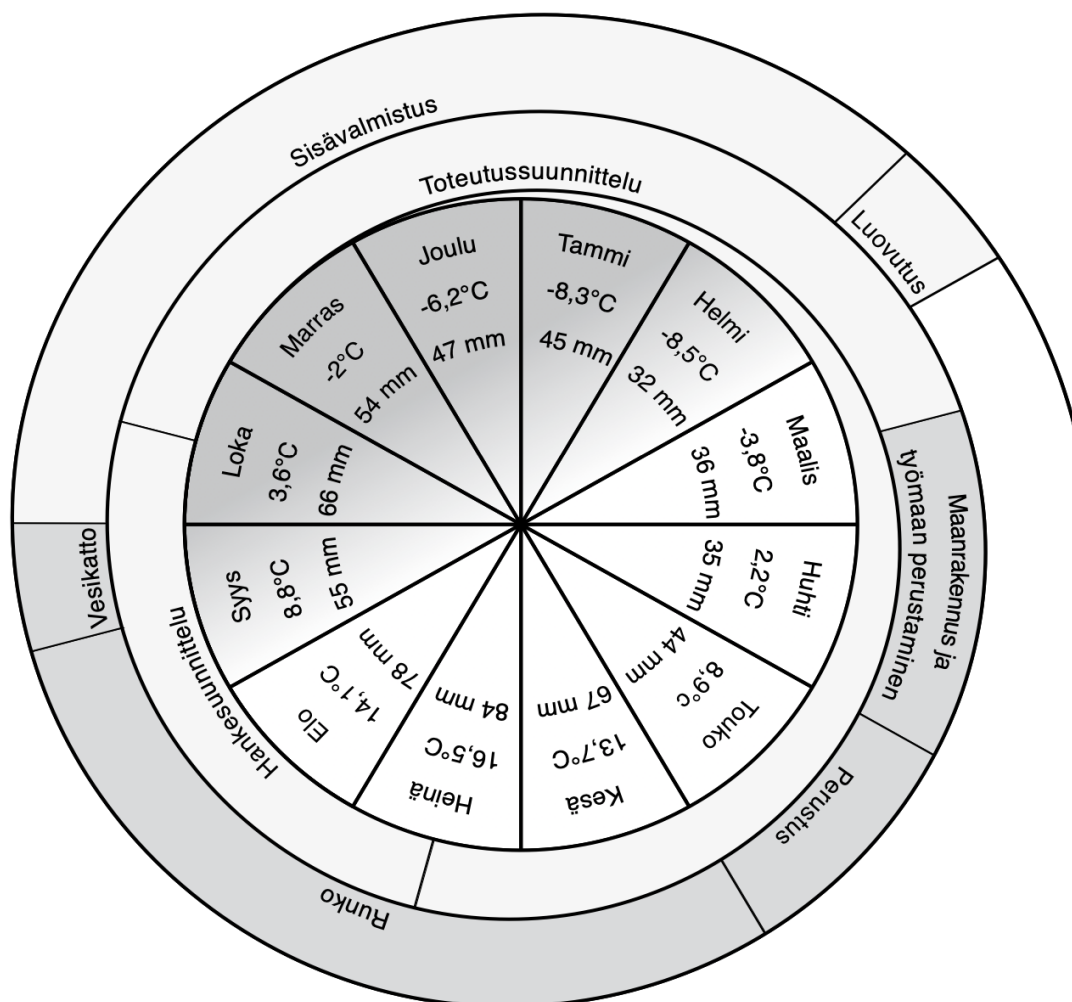 Sisävalmistus
Toteutussuunnittelu
Luovutus
Maanrakennus ja
työmaan perustaminen
Perustus
Runko
Vesikatto
Hankesuunnittelu
Tammi
-8,3°C
45 mm
Helmi
-8,5°C
32 mm
Maalis
-3,8°C
36 mm
Huhti
2,2°C
35 mm
Touko
8,9°c
44 mm
Kesä
13,7°C
67 mm
Heinä
16,5°C
84 mm
Elo
14,1°C
78 mm
Syys
8,8°C
55 mm
Loka
3,6°C
66 mm
Marras
-2°C
54 mm
Joulu
-6,2°C
47 mm